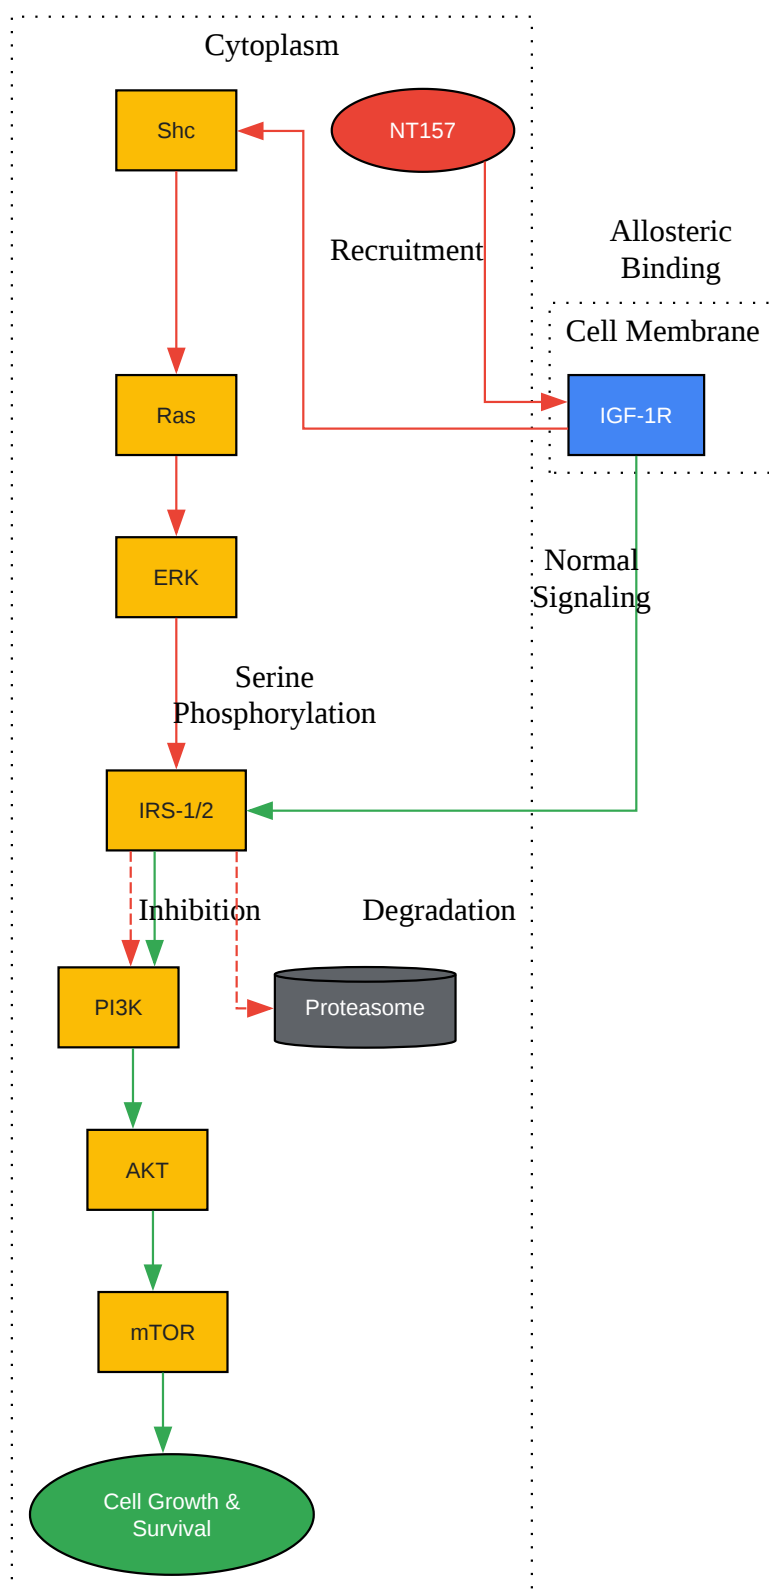 Cytoplasm
Shc
NT157
Recruitment
Allosteric
Binding
Cell Membrane
Ras
IGF-1R
ERK
Normal
Signaling
Serine
Phosphorylation
IRS-1/2
Inhibition
Degradation
PI3K
Proteasome
AKT
mTOR
Cell Growth &
Survival